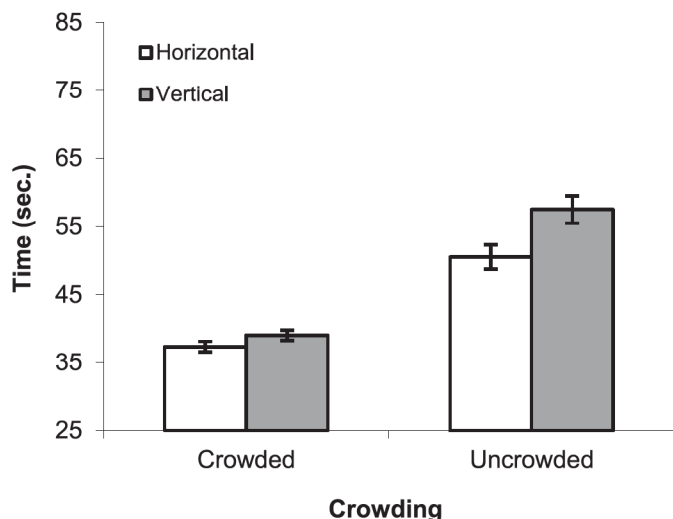 85
75
65
55
45
35
25
Time (sec.)
Horizontal
Vertical
Crowded
Uncrowded
Crowding